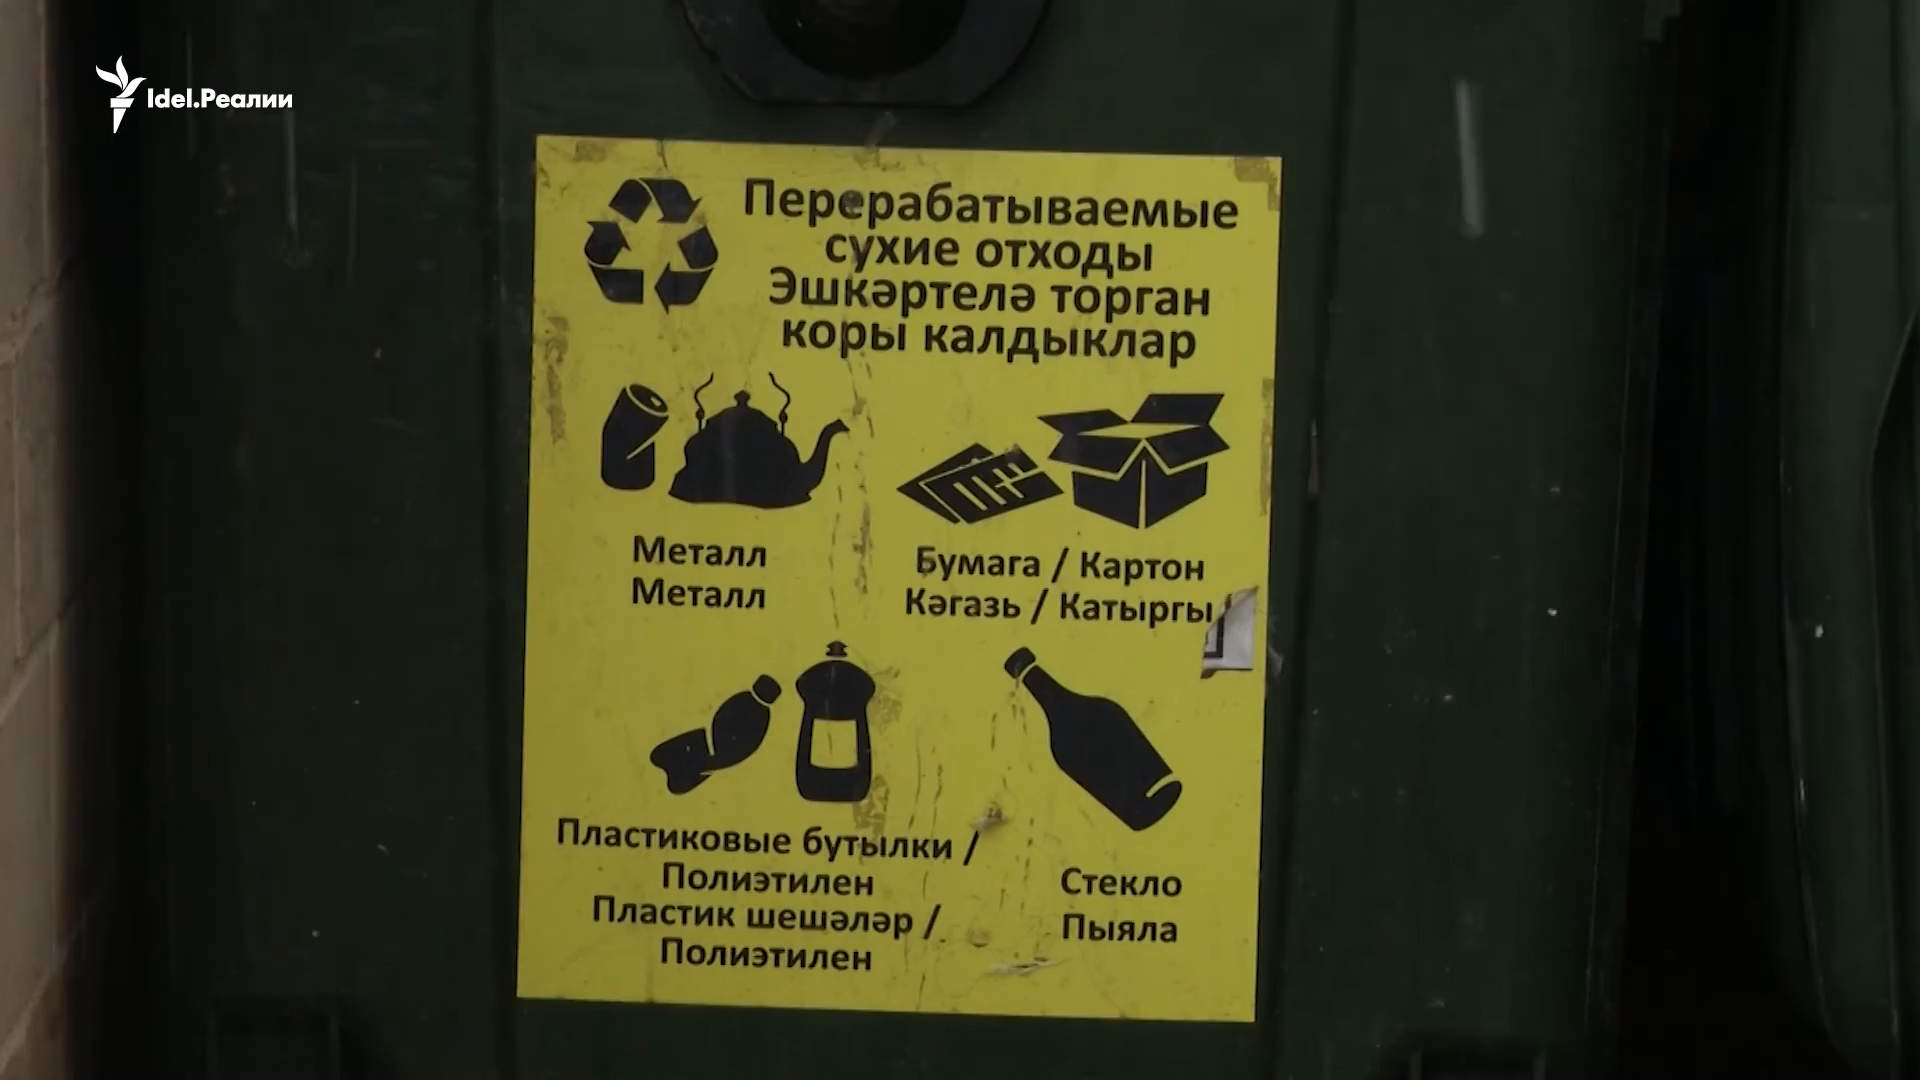 Idel.Реалии
Перерабатываемые
сухие отходы
Эшкәртелә торган
коры калдыклар
Металл
Металл
Бумага / Картон
Кәгазь / Катыргы
Пластиковые бутылки /
Полиэтилен
Пластик шешәләр /
Полиэтилен
Стекло
Пыяла